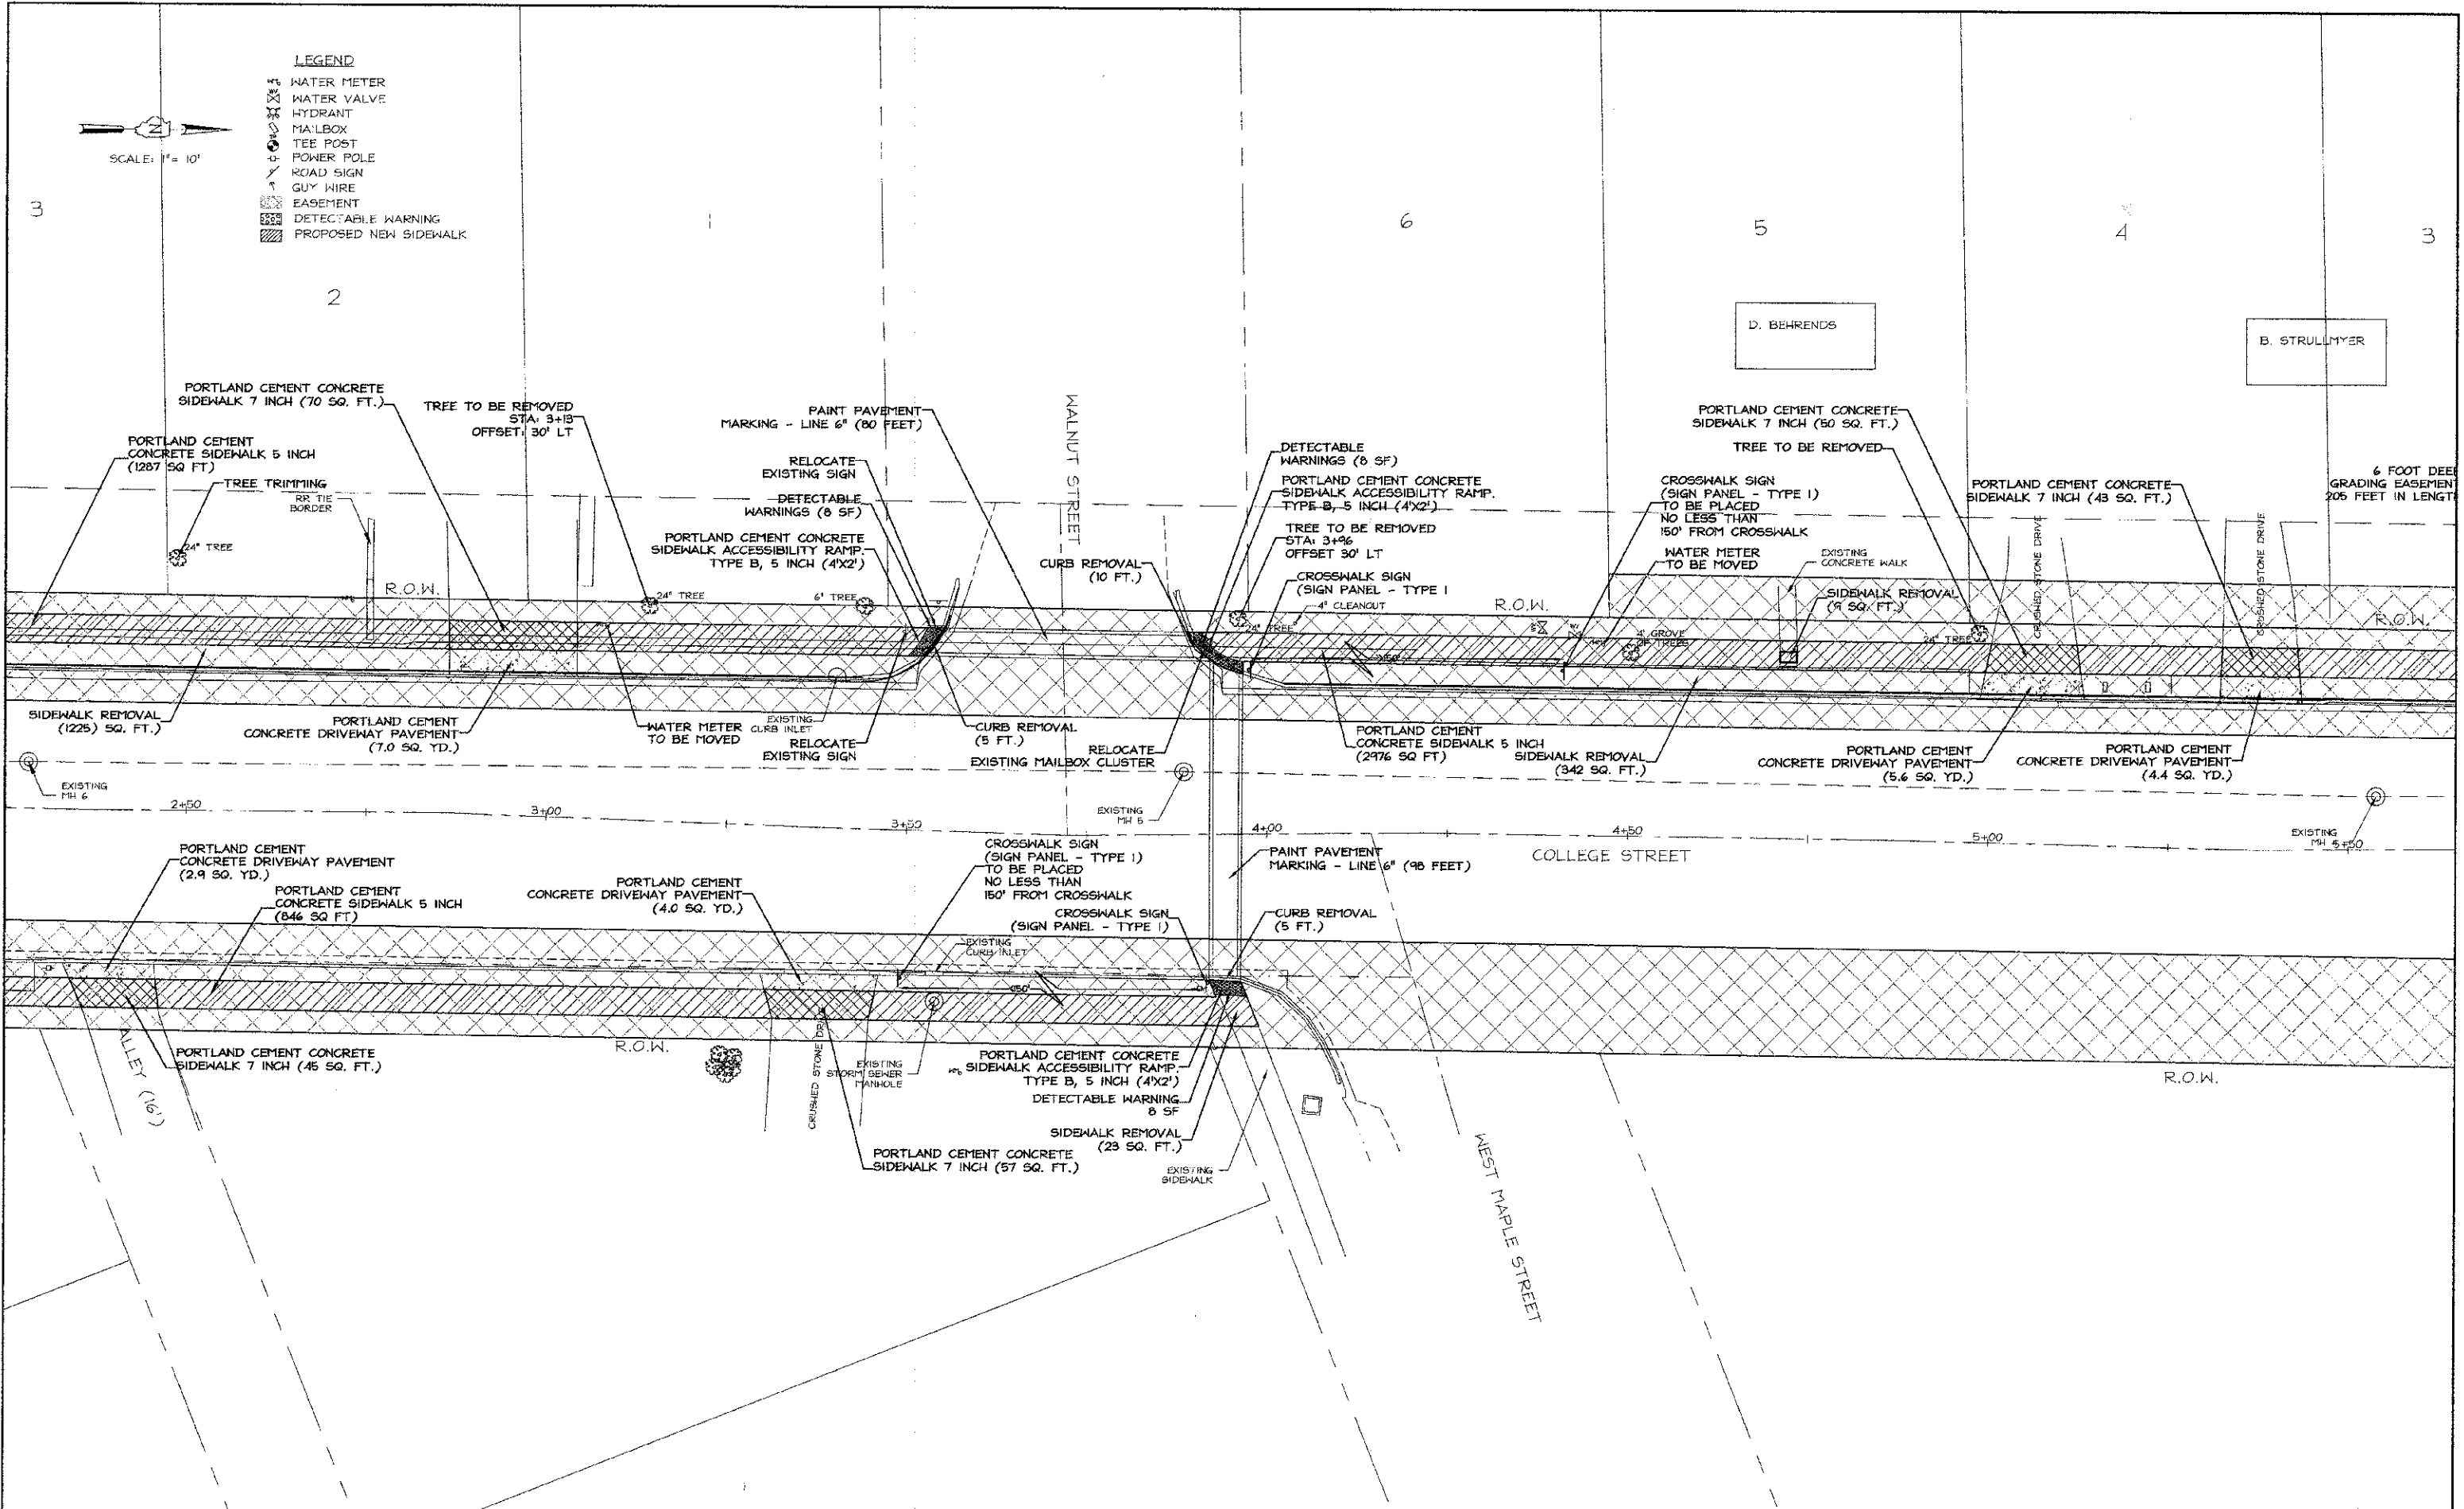 LEGEND
WATER METER
WATER VALVE
HYDRANT
MAILBOX
TEE POST
POWER POLE
ROAD SIGN
GUY WIRE
EASEMENT
DETECTABLE WARNING
PROPOSED NEW SIDEWALK
Z
SCALE: 1" = 10'
3
2
1
6
5
4
3
D. BEHRENDS
B. STRULLMYER
PORTLAND CEMENT CONCRETE
SIDEWALK 7 INCH (70 SQ. FT.)
TREE TO BE REMOVED
STA: 3+13
OFFSET: 30' LT
PAINT PAVEMENT
MARKING - LINE 6" (80 FEET)
WALNUT STREET
PORTLAND CEMENT
CONCRETE SIDEWALK 5 INCH
(1287 SQ FT)
TREE TRIMMING
RR TIE
BORDER
24" TREE
RELOCATE
EXISTING SIGN
DETECTABLE
WARNINGS (8 SF)
PORTLAND CEMENT CONCRETE
SIDEWALK ACCESSIBILITY RAMP.
TYPE B, 5 INCH (4'X2')
CURB REMOVAL
(10 FT.)
DETECTABLE
WARNINGS (8 SF)
PORTLAND CEMENT CONCRETE
SIDEWALK ACCESSIBILITY RAMP.
TYPE B, 5 INCH (4'X2')
TREE TO BE REMOVED
STA: 3+96
OFFSET 30' LT
CROSSWALK SIGN
(SIGN PANEL - TYPE 1
4" CLEANOUT
CROSSWALK SIGN
(SIGN PANEL - TYPE 1)
TO BE PLACED
NO LESS THAN
150' FROM CROSSWALK
WATER METER
TO BE MOVED
PORTLAND CEMENT CONCRETE
SIDEWALK 7 INCH (50 SQ. FT.)
TREE TO BE REMOVED
EXISTING
CONCRETE WALK
SIDEWALK REMOVAL
(9 SQ. FT.)
PORTLAND CEMENT CONCRETE
SIDEWALK 7 INCH (43 SQ. FT.)
6 FOOT DEE
GRADING EASEMENT
205 FEET IN LENGTH
CRUSHED STONE DRIVE
CRUSHED STONE DRIVE
R.O.W.
24" TREE
6' TREE
24" TREE
R.O.W.
4' GROVE
OF TREES
24" TREE
R.O.W.
150'
SIDEWALK REMOVAL
(1225) SQ. FT.)
PORTLAND CEMENT
CONCRETE DRIVEWAY PAVEMENT
(7.0 SQ. YD.)
WATER METER
TO BE MOVED
EXISTING
CURB INLET
RELOCATE
EXISTING SIGN
CURB REMOVAL
(5 FT.)
RELOCATE
EXISTING MAILBOX CLUSTER
PORTLAND CEMENT
CONCRETE SIDEWALK 5 INCH
(2976 SQ FT)
SIDEWALK REMOVAL
(342 SQ. FT.)
PORTLAND CEMENT
CONCRETE DRIVEWAY PAVEMENT
(5.6 SQ. YD.)
PORTLAND CEMENT
CONCRETE DRIVEWAY PAVEMENT
(4.4 SQ. YD.)
EXISTING
MH 6
2+50
3+00
3+50
EXISTING
MH 5
4+00
4+50
5+00
EXISTING
MH 5+50
COLLEGE STREET
PORTLAND CEMENT
CONCRETE DRIVEWAY PAVEMENT
(2.9 SQ. YD.)
PORTLAND CEMENT
CONCRETE SIDEWALK 5 INCH
(846 SQ FT)
PORTLAND CEMENT
CONCRETE DRIVEWAY PAVEMENT
(4.0 SQ. YD.)
CROSSWALK SIGN
(SIGN PANEL - TYPE 1)
TO BE PLACED
NO LESS THAN
150' FROM CROSSWALK
CROSSWALK SIGN
(SIGN PANEL - TYPE 1)
PAINT PAVEMENT
MARKING - LINE 6" (98 FEET)
CURB REMOVAL
(5 FT.)
EXISTING
CURB INLET
150'
ALLEY (16')
PORTLAND CEMENT CONCRETE
SIDEWALK 7 INCH (45 SQ. FT.)
R.O.W.
CRUSHED STONE DRIVE
EXISTING
STORM SEWER
MANHOLE
PORTLAND CEMENT CONCRETE
SIDEWALK ACCESSIBILITY RAMP.
TYPE B, 5 INCH (4'X2')
DETECTABLE WARNING
8 SF
SIDEWALK REMOVAL
(23 SQ. FT.)
PORTLAND CEMENT CONCRETE
SIDEWALK 7 INCH (57 SQ. FT.)
EXISTING
SIDEWALK
WEST MAPLE STREET
R.O.W.